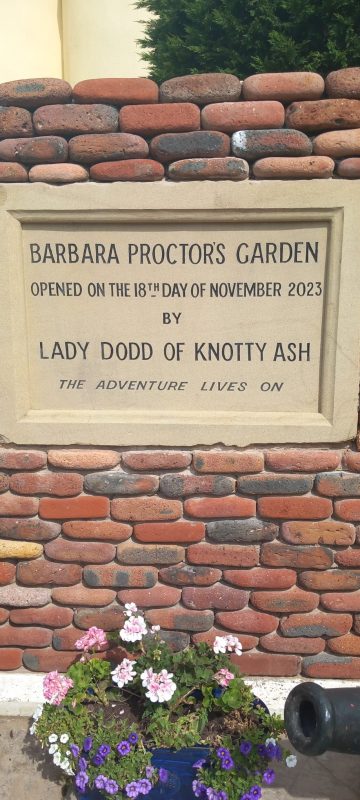 BARBARA PROCTOR'S GARDEN
OPENED ON THE 18TH DAY OF NOVEMBER 2023
BY
LADY DODD OF KNOTTY ASH
THE ADVENTURE LIVES ON